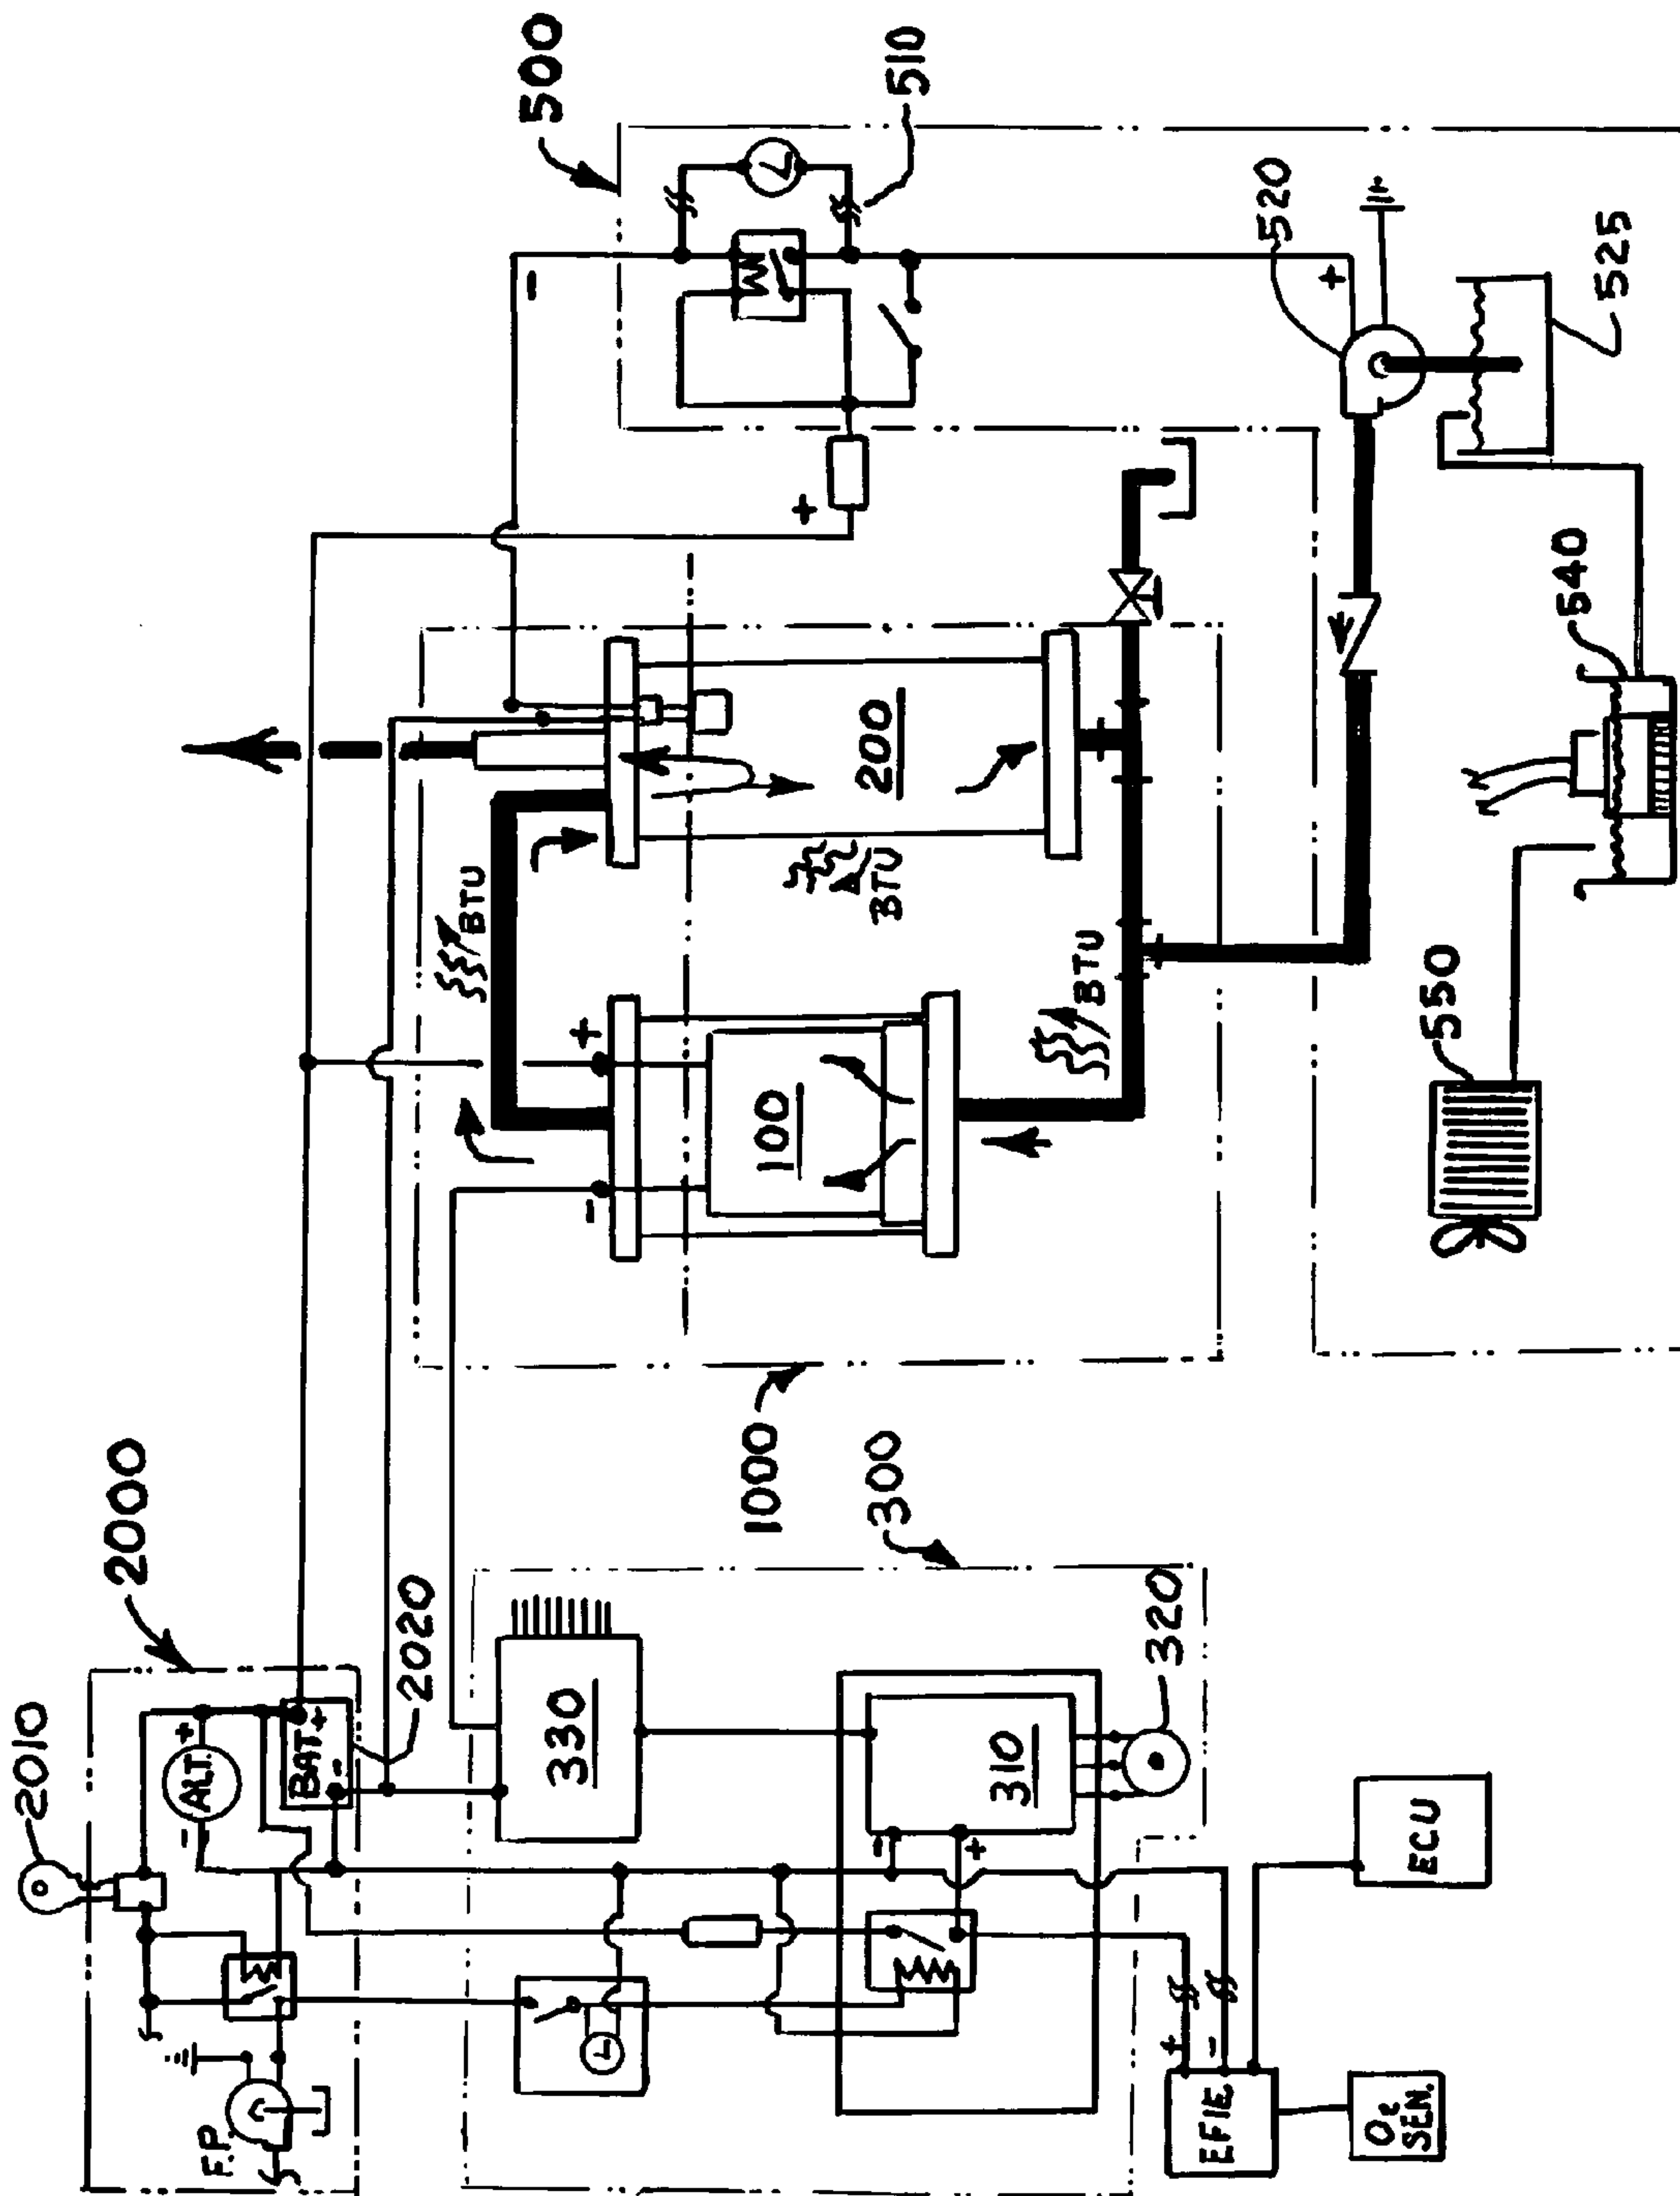 2010
2000
ALT.
+
-
BAT.
+
-
2020
F.P.
330
300
310
+
-
320
L
EFIE
+
-
O2
SEN.
ECU
1000
100
+
-
BTU
BTU
BTU
200
500
510
L
-
+
520
+
525
540
550